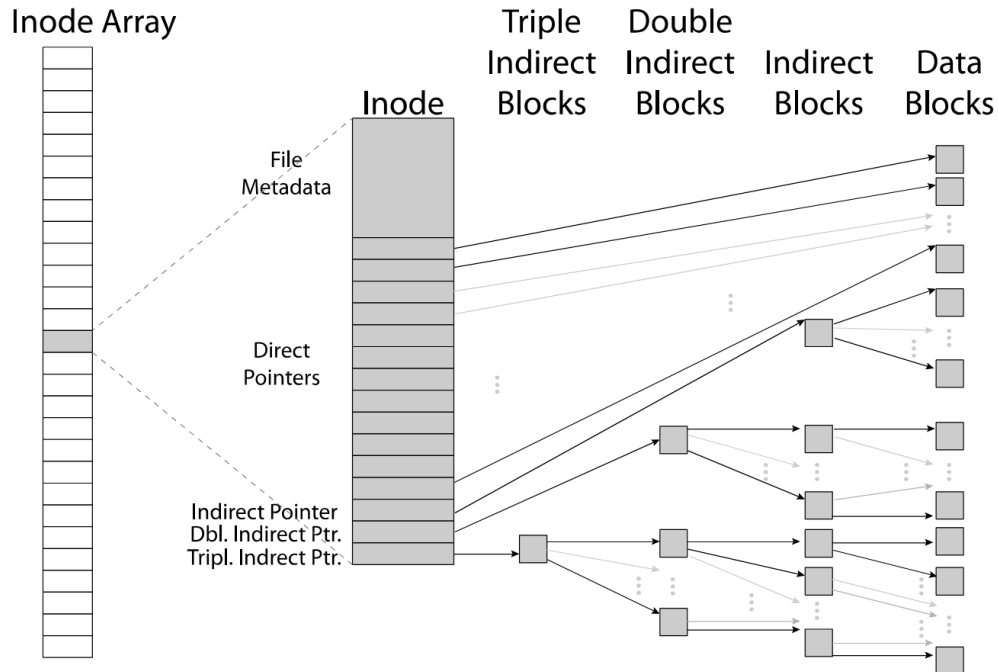 Inode Array
Triple
Indirect
Blocks
Double
Indirect
Blocks
Indirect
Blocks
Data
Blocks
Inode
File
Metadata
Direct
Pointers
Indirect Pointer
Dbl. Indirect Ptr.
Tripl. Indrect Ptr.